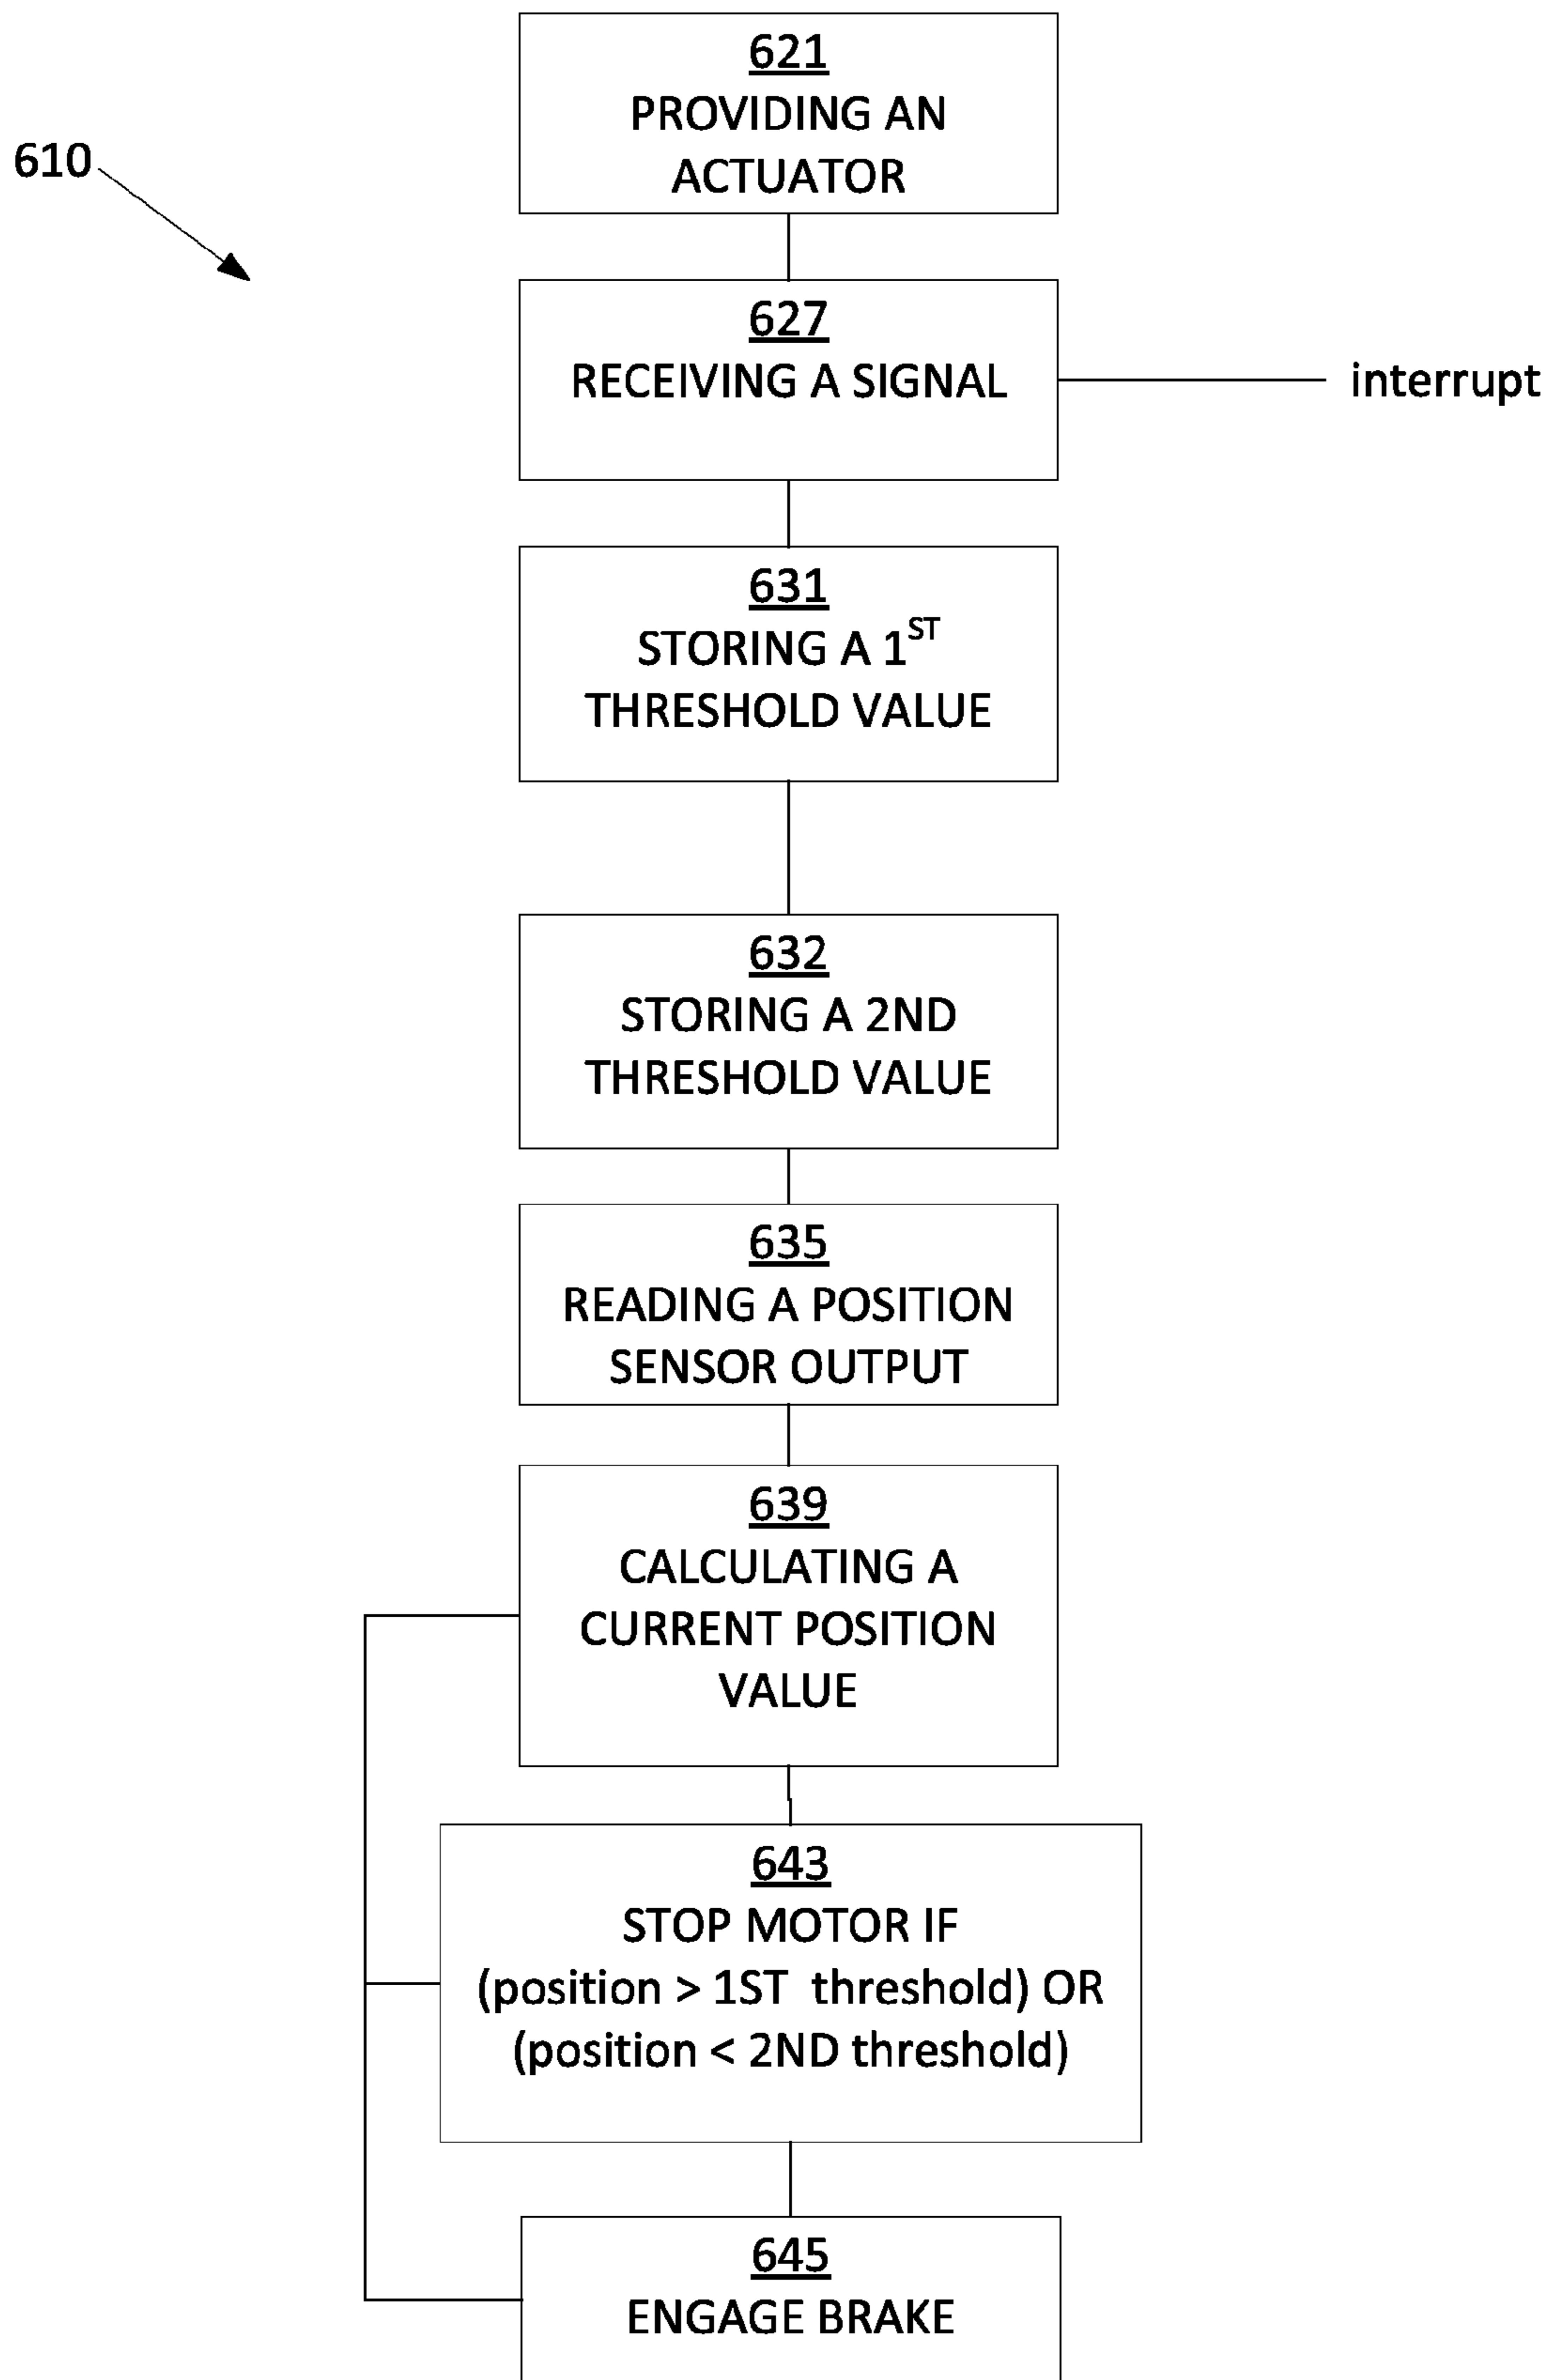 621
PROVIDING AN
ACTUATOR
610
627
RECEIVING A SIGNAL
interrupt
631
STORING A 1ST
THRESHOLD VALUE
632
STORING A 2ND
THRESHOLD VALUE
635
READING A POSITION
SENSOR OUTPUT
639
CALCULATING A
CURRENT POSITION
VALUE
643
STOP MOTOR IF
(position > 1ST threshold) OR
(position < 2ND threshold)
645
ENGAGE BRAKE